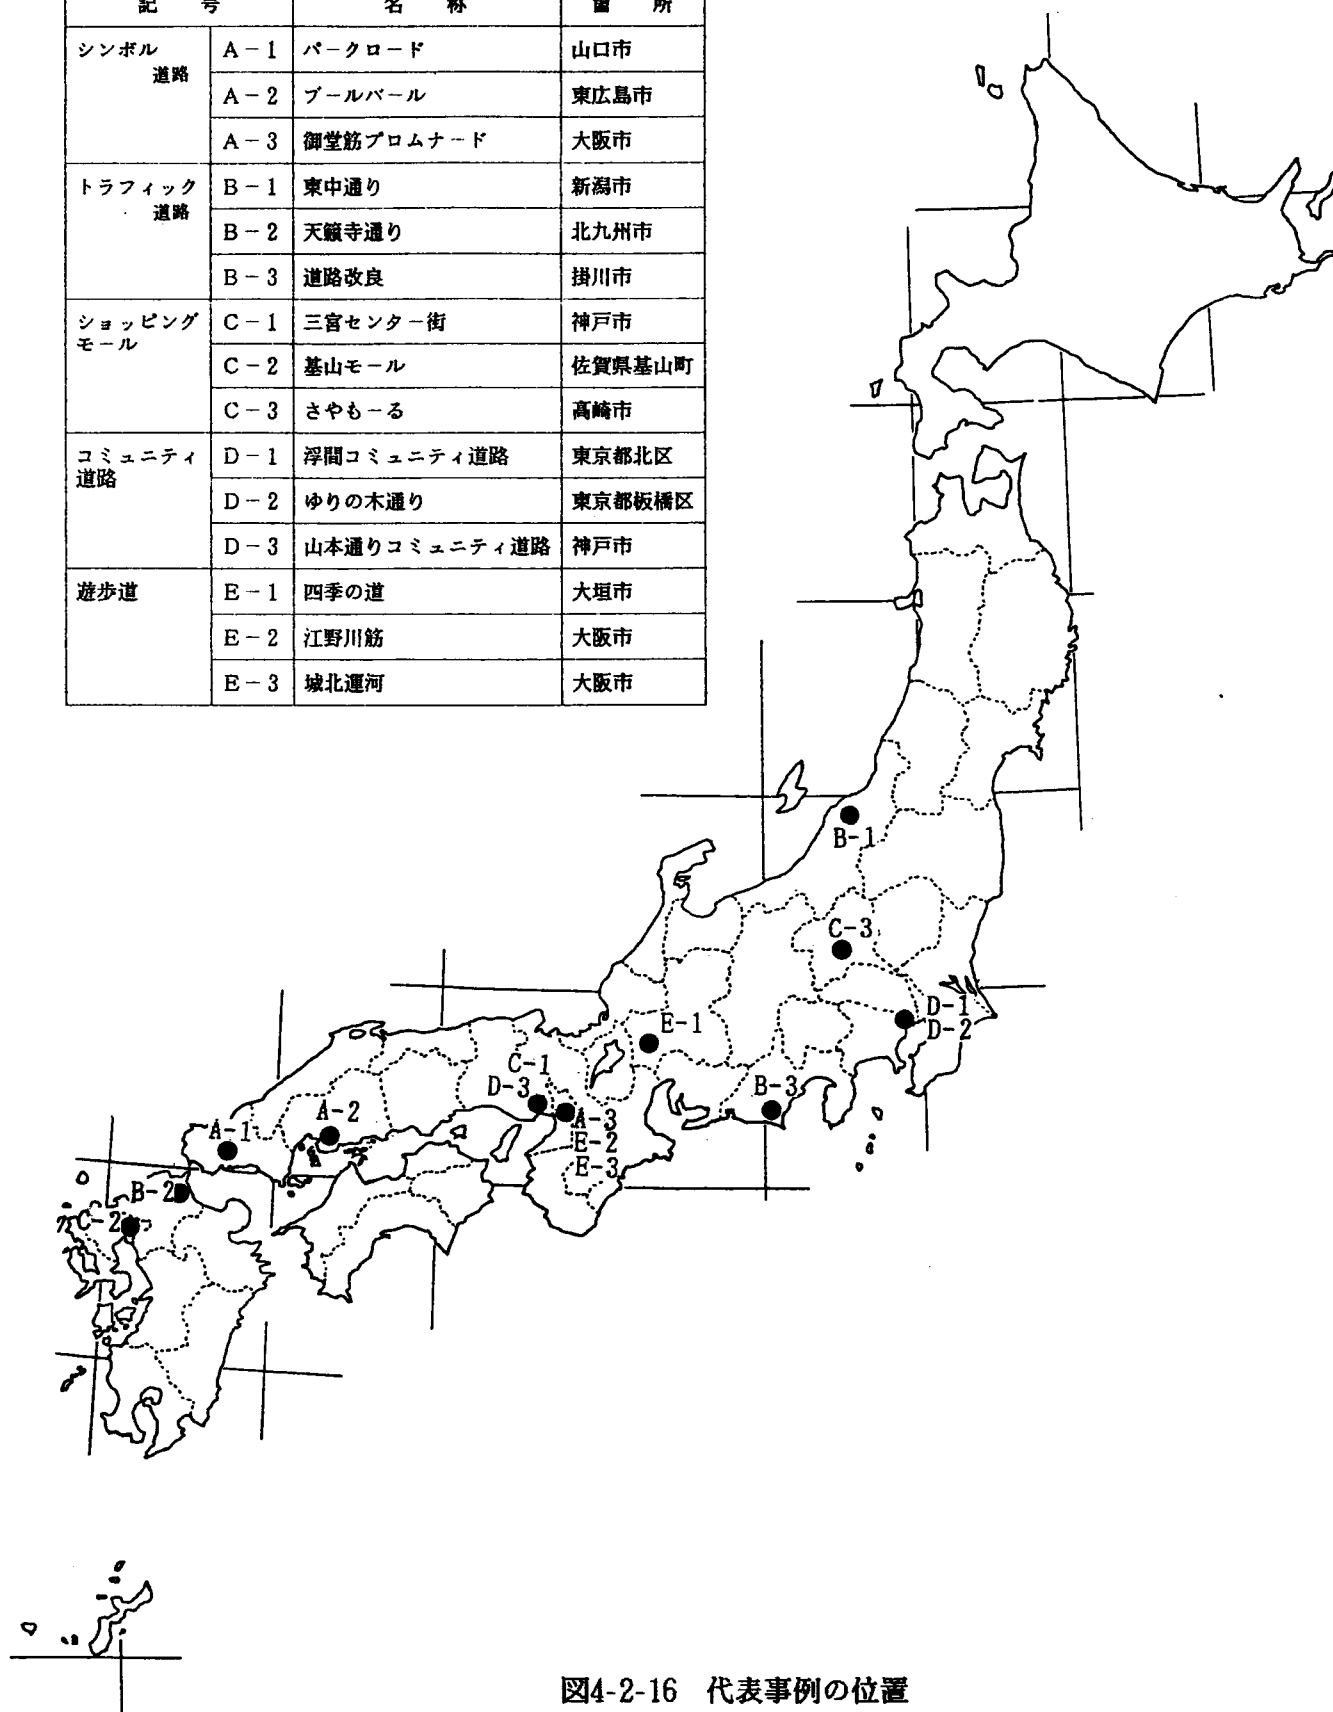 記 号 名 称 箇 所
シンボル道路 A-1 パークロード 山口市
A-2 ブールバール 東広島市
A-3 御堂筋プロムナード 大阪市
トラフィック道路 B-1 東中通り 新潟市
B-2 天籟寺通り 北九州市
B-3 道路改良 掛川市
ショッピングモール C-1 三宮センター街 神戸市
C-2 基山モール 佐賀県基山町
C-3 さやもーる 高崎市
コミュニティ道路 D-1 浮間コミュニティ道路 東京都北区
D-2 ゆりの木通り 東京都板橋区
D-3 山本通りコミュニティ道路 神戸市
遊歩道 E-1 四季の道 大垣市
E-2 江野川筋 大阪市
E-3 城北運河 大阪市
B-1
C-3
D-1
D-2
E-1
C-1
D-3
B-3
A-2
A-3
A-1
E-2
E-3
B-2
C-2
図4-2-16 代表事例の位置